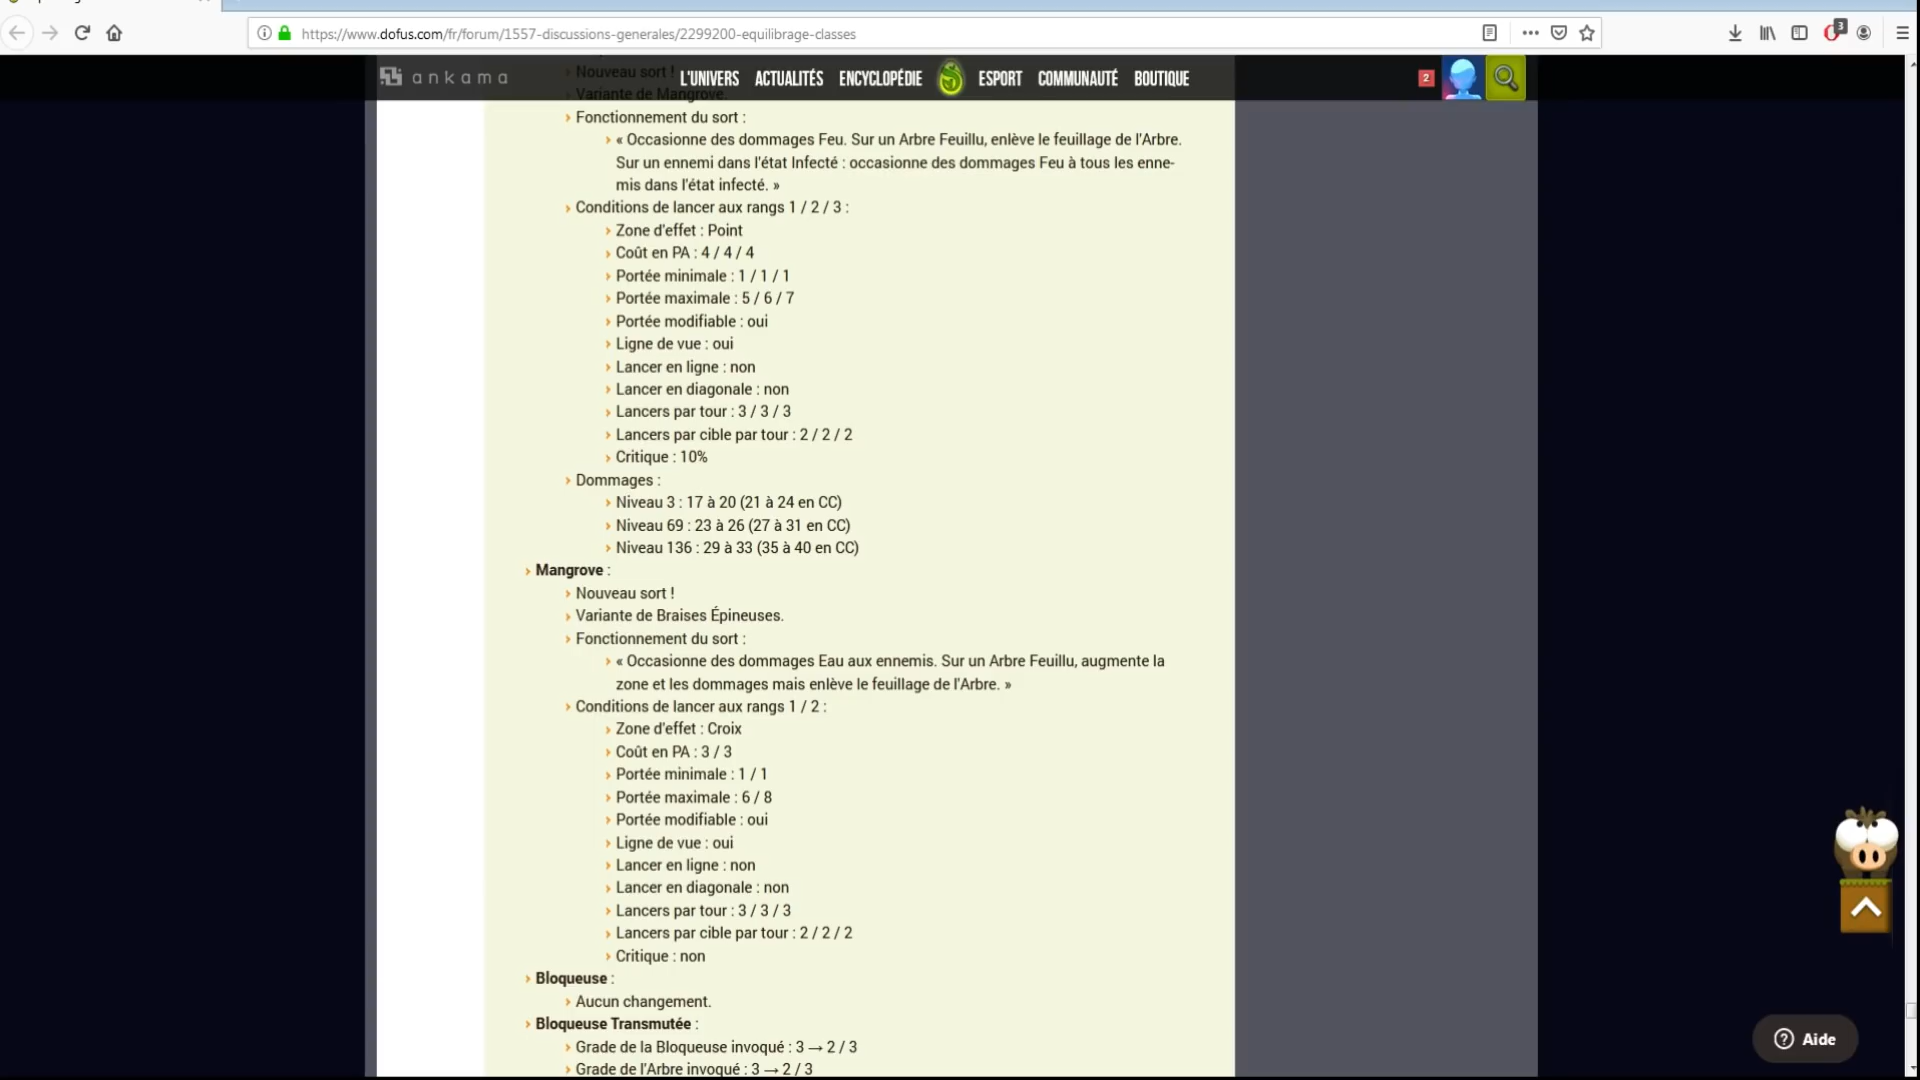 https://www.dofus.com/fr/forum/1557-discussions-generales/2299200-equilibrage-classes
3
ankama
L'UNIVERS
ACTUALITÉS
ENCYCLOPÉDIE
ESPORT
COMMUNAUTÉ
BOUTIQUE
2
Nouveau sort !
Variante de Mangrove.
Fonctionnement du sort :
« Occasionne des dommages Feu. Sur un Arbre Feuillu, enlève le feuillage de l'Arbre.
Sur un ennemi dans l'état Infecté : occasionne des dommages Feu à tous les enne-
mis dans l'état infecté. »
Conditions de lancer aux rangs 1 / 2 / 3 :
Zone d'effet : Point
Coût en PA : 4 / 4 / 4
Portée minimale : 1 / 1 / 1
Portée maximale : 5 / 6 / 7
Portée modifiable : oui
Ligne de vue : oui
Lancer en ligne : non
Lancer en diagonale : non
Lancers par tour : 3 / 3 / 3
Lancers par cible par tour : 2 / 2 / 2
Critique : 10%
Dommages :
Niveau 3 : 17 à 20 (21 à 24 en CC)
Niveau 69 : 23 à 26 (27 à 31 en CC)
Niveau 136 : 29 à 33 (35 à 40 en CC)
Mangrove :
Nouveau sort !
Variante de Braises Épineuses.
Fonctionnement du sort :
« Occasionne des dommages Eau aux ennemis. Sur un Arbre Feuillu, augmente la
zone et les dommages mais enlève le feuillage de l'Arbre. »
Conditions de lancer aux rangs 1 / 2 :
Zone d'effet : Croix
Coût en PA : 3 / 3
Portée minimale : 1 / 1
Portée maximale : 6 / 8
Portée modifiable : oui
Ligne de vue : oui
Lancer en ligne : non
Lancer en diagonale : non
Lancers par tour : 3 / 3 / 3
Lancers par cible par tour : 2 / 2 / 2
Critique : non
Bloqueuse :
Aucun changement.
Bloqueuse Transmutée :
Grade de la Bloqueuse invoqué : 3 → 2 / 3
Grade de l'Arbre invoqué : 3 → 2 / 3
Aide